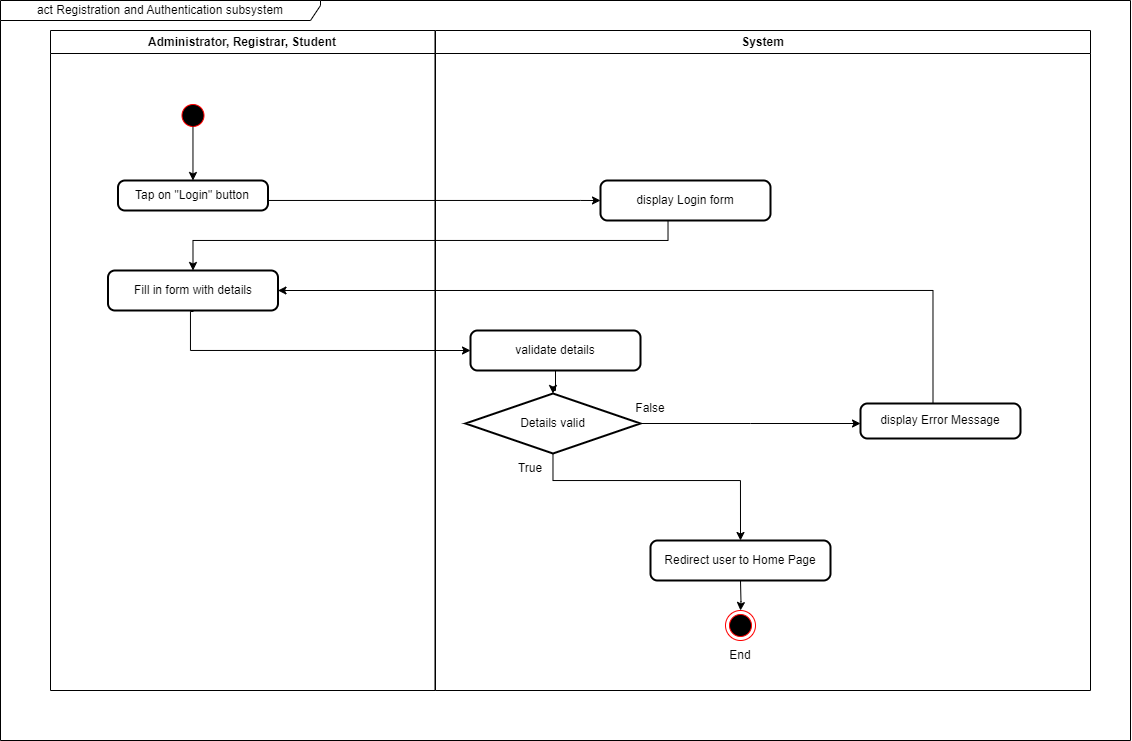 act Registration and Authentication subsystem
Administrator, Registrar, Student
System
Tap on "Login" button
display Login form
Fill in form with details
validate details
Details valid
False
display Error Message
True
Redirect user to Home Page
End